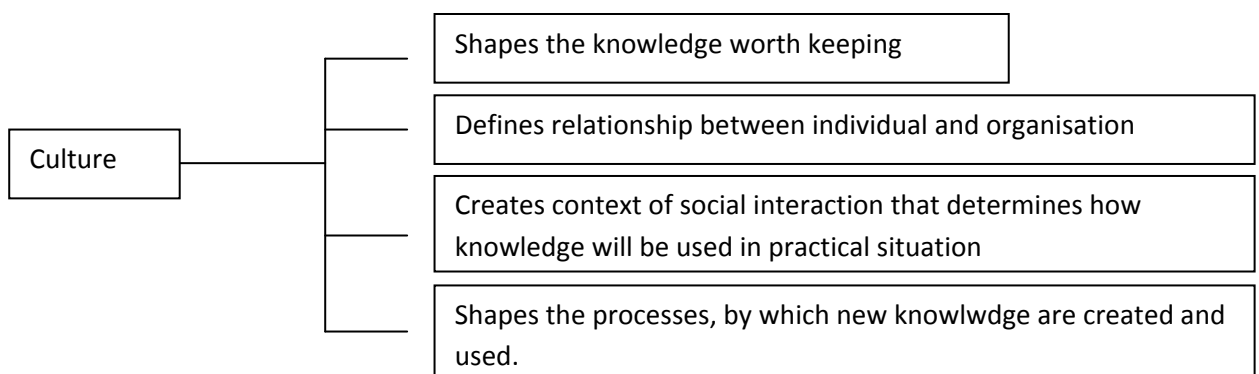 Shapes the knowledge worth keeping
Defines relationship between individual and organisation
Culture
Creates context of social interaction that determines how
knowledge will be used in practical situation
Shapes the processes, by which new knowlwdge are created and
used.